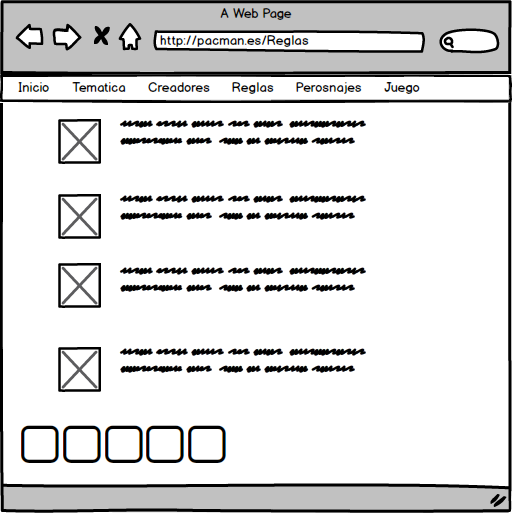 A Web Page
http://pacman.es/Reglas
Inicio Tematica Creadores Reglas Perosnajes Juego